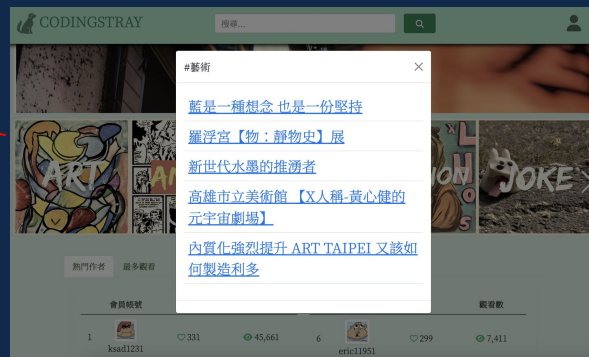 CODINGSTRAY
搜尋...
#藝術
藍是一種想念 也是一份堅持
羅浮宮【物：靜物史】展
新世代水墨的推湧者
高雄市立美術館 【X人稱-黃心健的
元宇宙劇場】
內質化強烈提升 ART TAIPEI 又該如
何製造利多
ART
JOKE
熱門作者 最多觀看
會員帳號 觀看數
1 ksad1231 331 45,661 6 eric11951 299 7,411